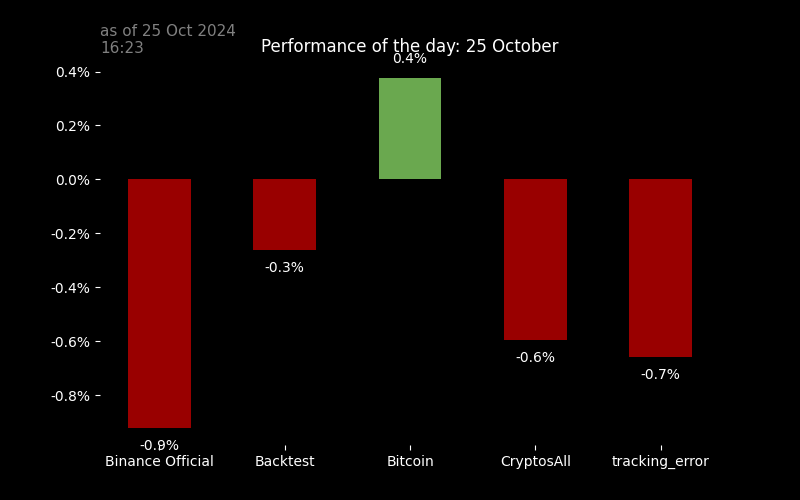 as of 25 Oct 2024
16:23
Performance of the day: 25 October
0.4%
0.4%
0.2%
0.0%
-0.2%
-0.3%
-0.4%
-0.6%
-0.6%
-0.7%
-0.8%
-0.9%
Binance Official
Backtest
Bitcoin
CryptosAll
tracking_error